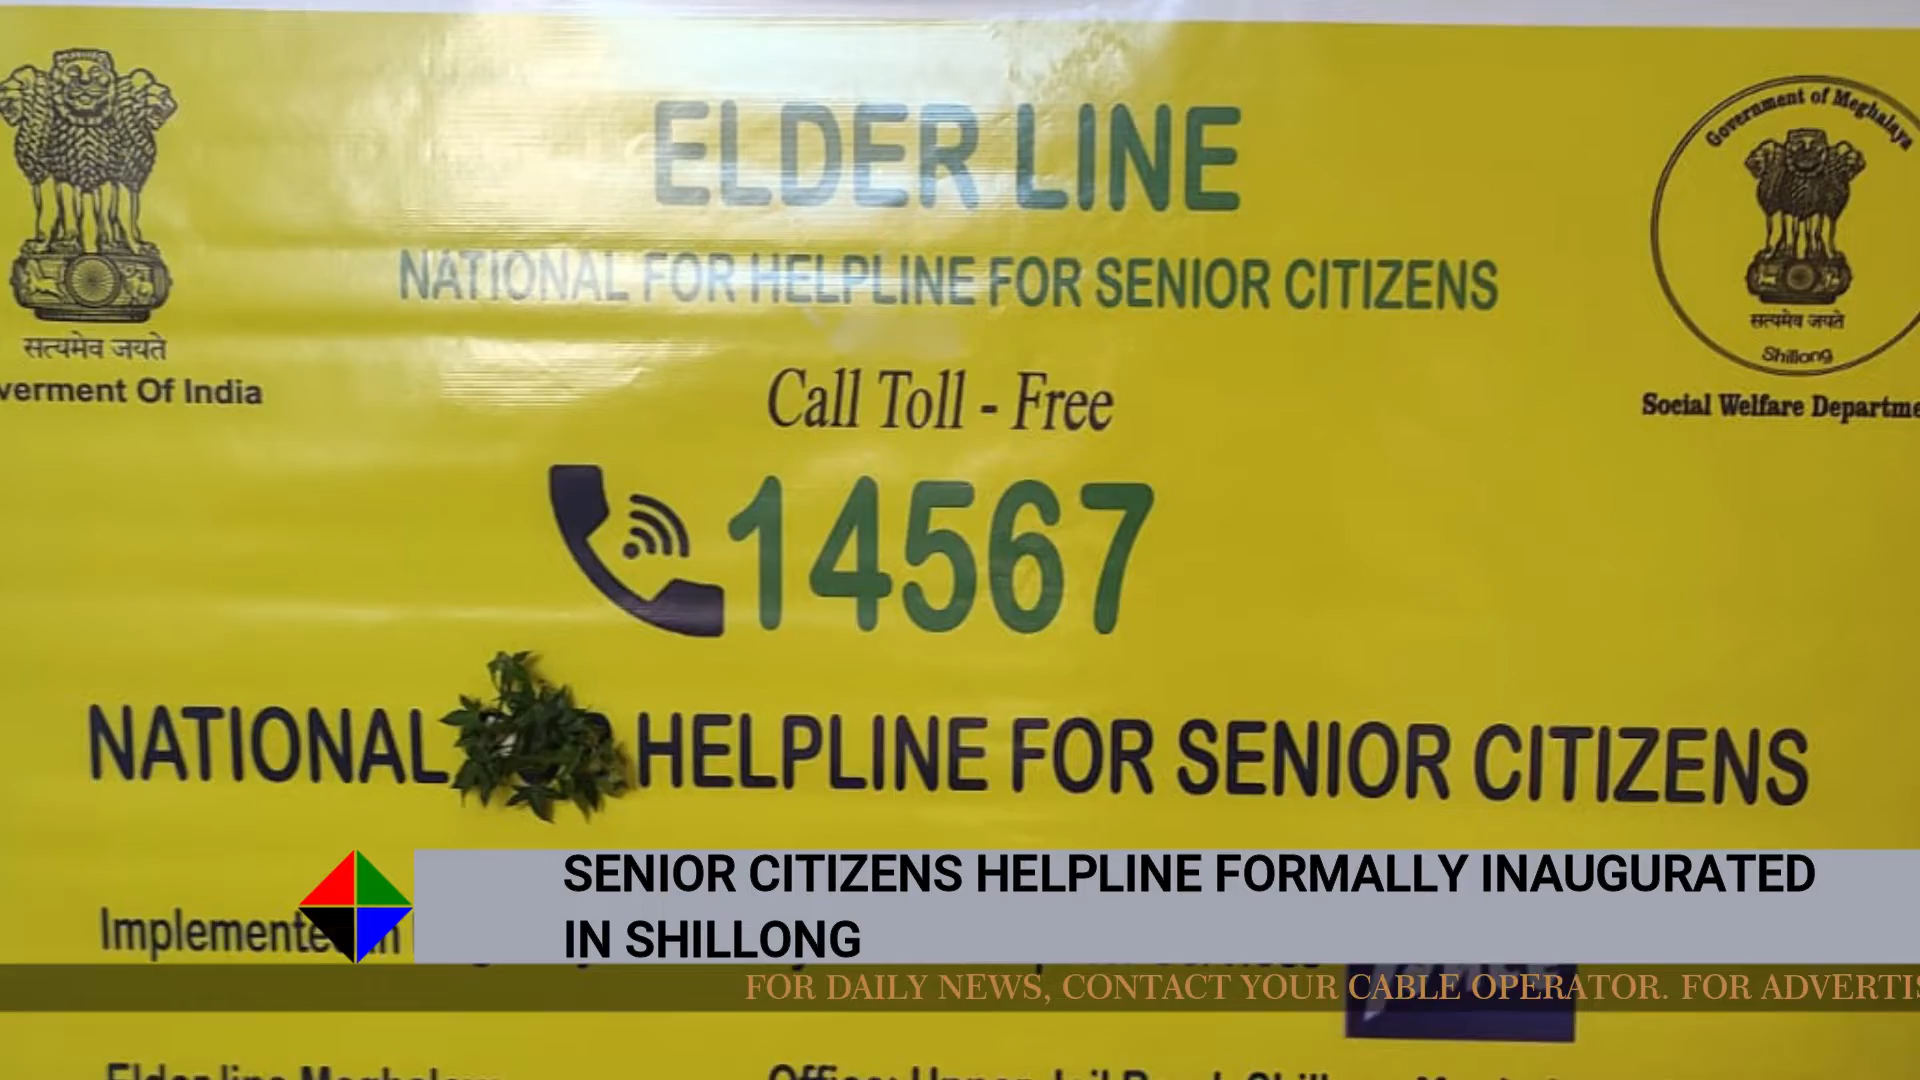 ELDER LINE
NATIONAL FOR HELPLINE FOR SENIOR CITIZENS
Call Toll - Free
14567
सत्यमेव जयते
verment Of India
Government of Meghalaya
सत्यमेव जयते
Shillong
Social Welfare Departme
NATIONAL HELPLINE FOR SENIOR CITIZENS
SENIOR CITIZENS HELPLINE FORMALLY INAUGURATED
IN SHILLONG
Implemente
FOR DAILY NEWS, CONTACT YOUR CABLE OPERATOR. FOR ADVERTIS